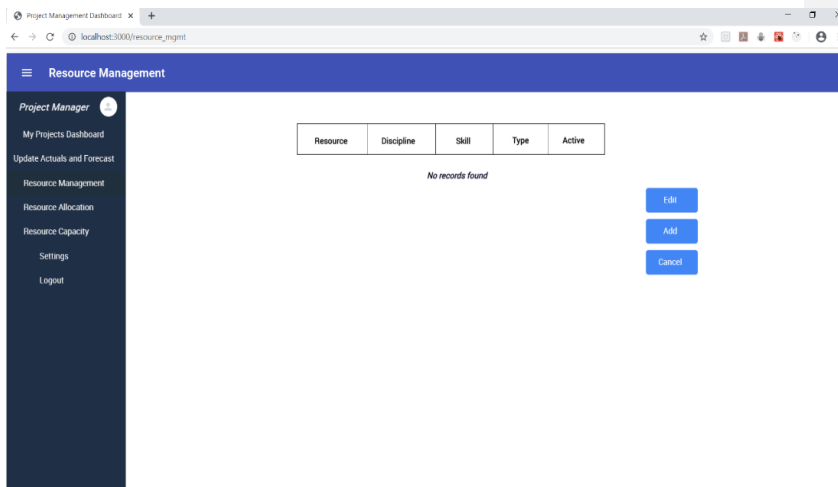 Project Management Dashboard
localhost:3000/resource_mgmt
Resource Management
Project Manager
My Projects Dashboard
Update Actuals and Forecast
Resource Management
Resource Allocation
Resource Capacity
Settings
Logout
Resource Discipline Skill Type Active
No records found
Edit
Add
Cancel